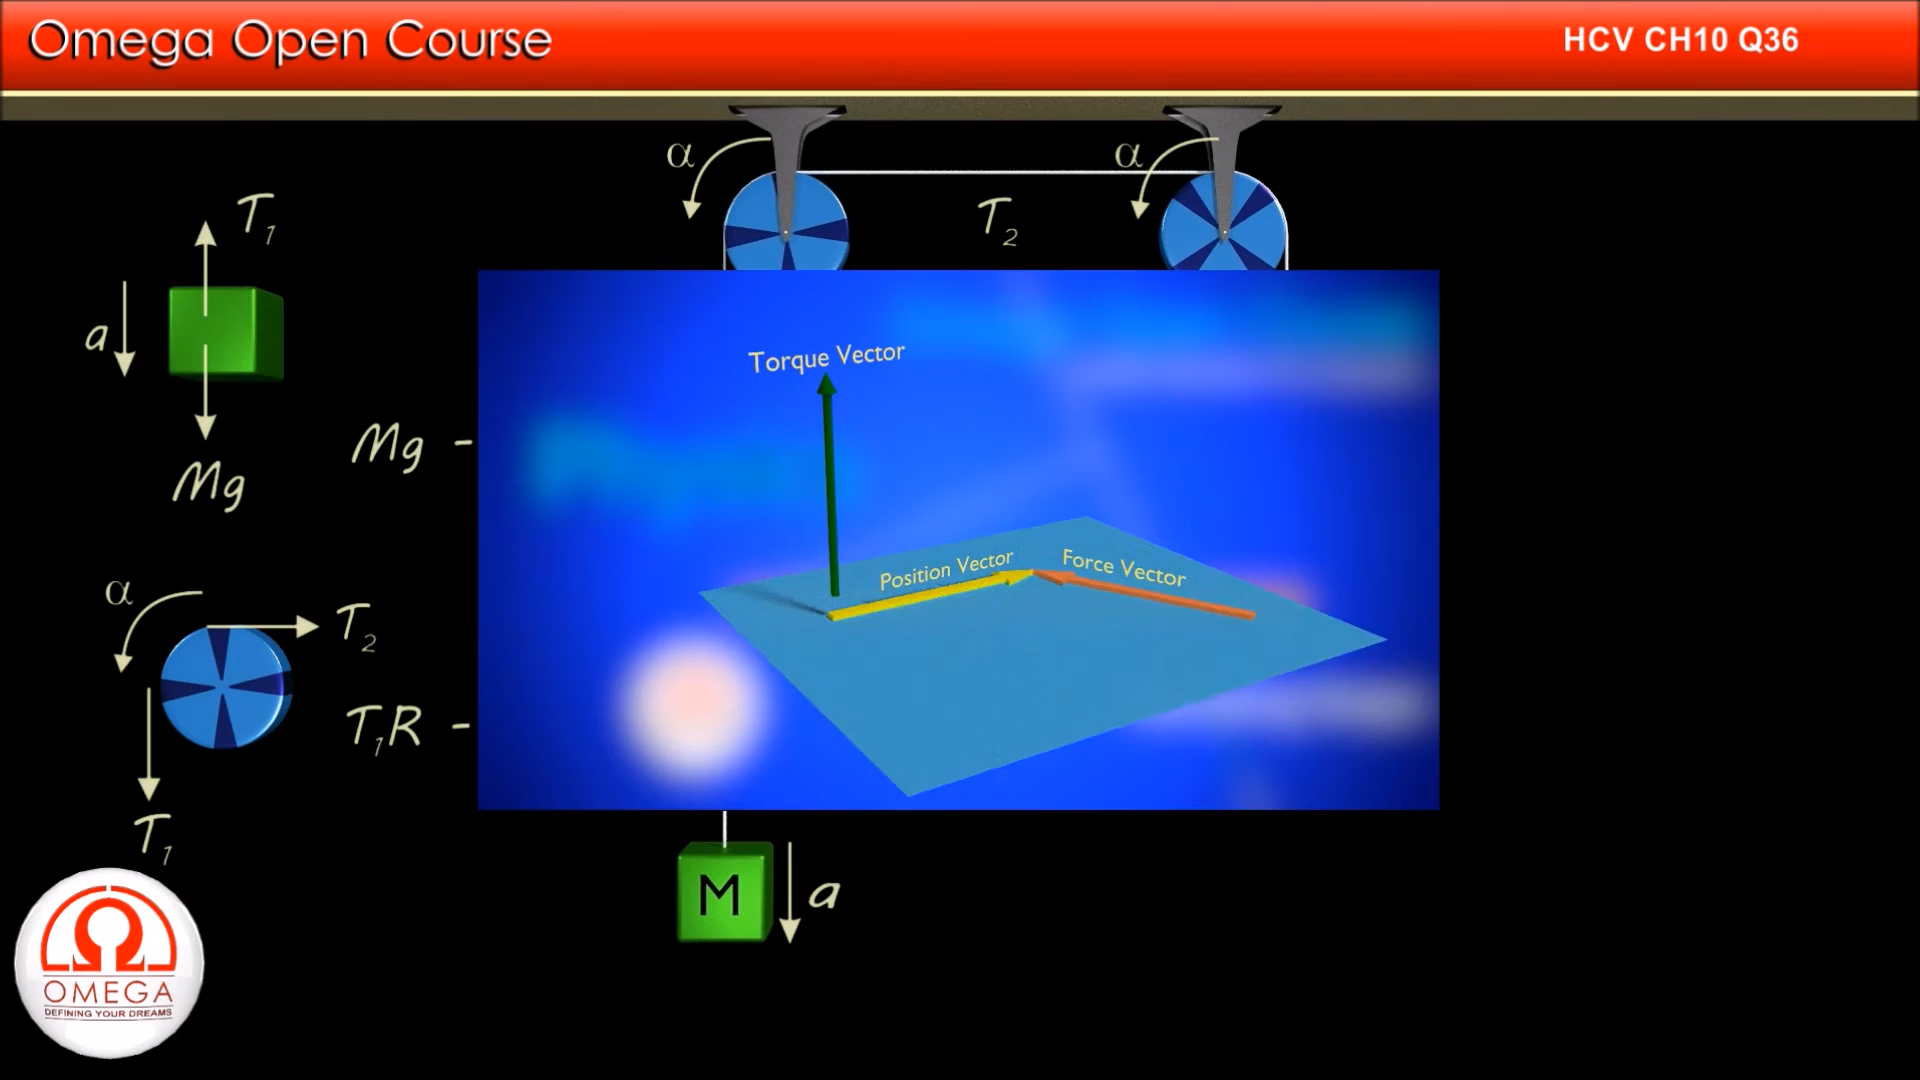 Omega Open Course
HCV CH10 Q36
α
α
T₁
T₂
a
Mg
Mg -
Torque Vector
Position Vector
Force Vector
α
T₂
T₁R -
T₁
M
a
Ω
OMEGA
DEFINING YOUR DREAMS